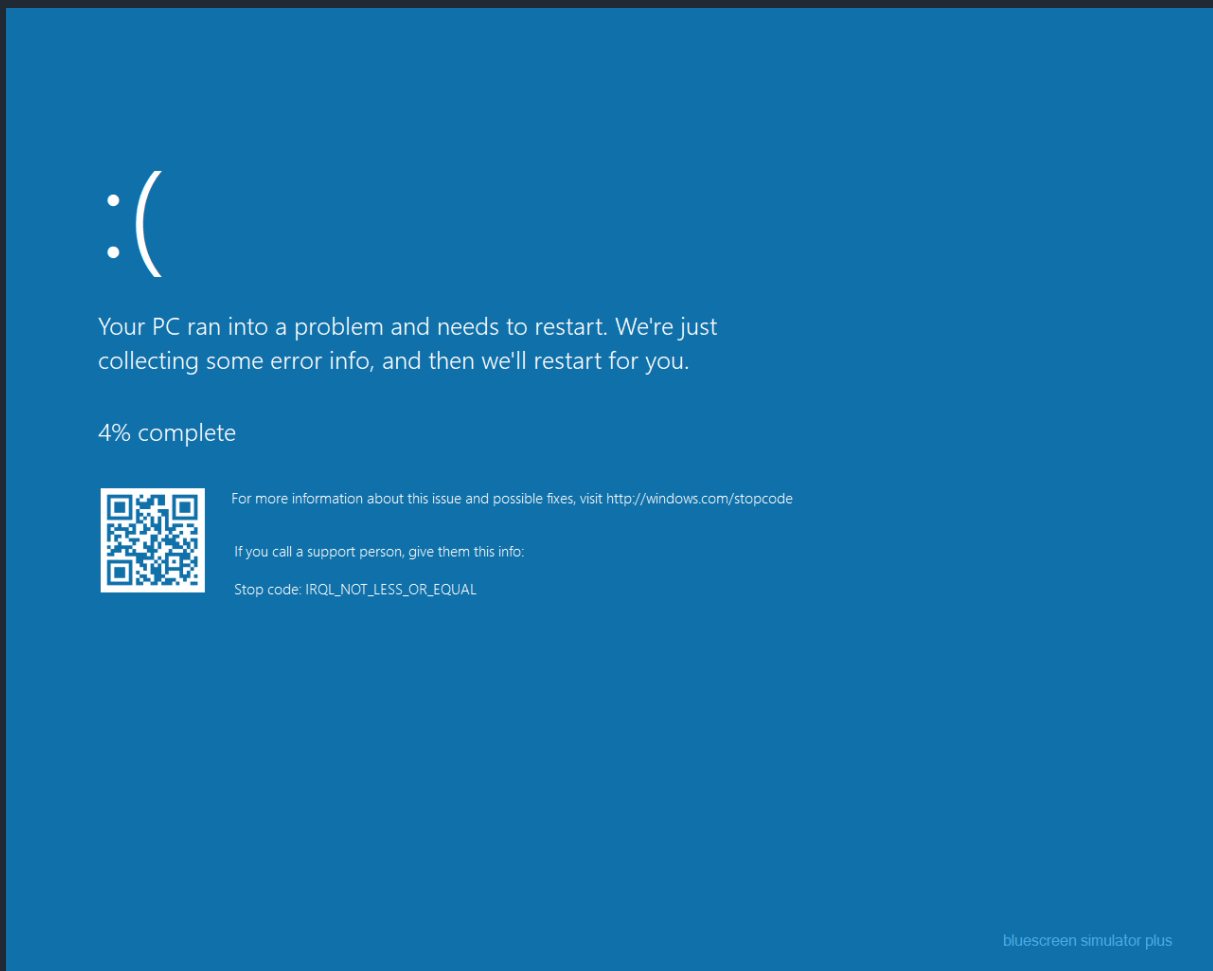 :(
Your PC ran into a problem and needs to restart. We're just
collecting some error info, and then we'll restart for you.
4% complete
For more information about this issue and possible fixes, visit http://windows.com/stopcode
If you call a support person, give them this info:
Stop code: IRQL_NOT_LESS_OR_EQUAL
bluescreen simulator plus